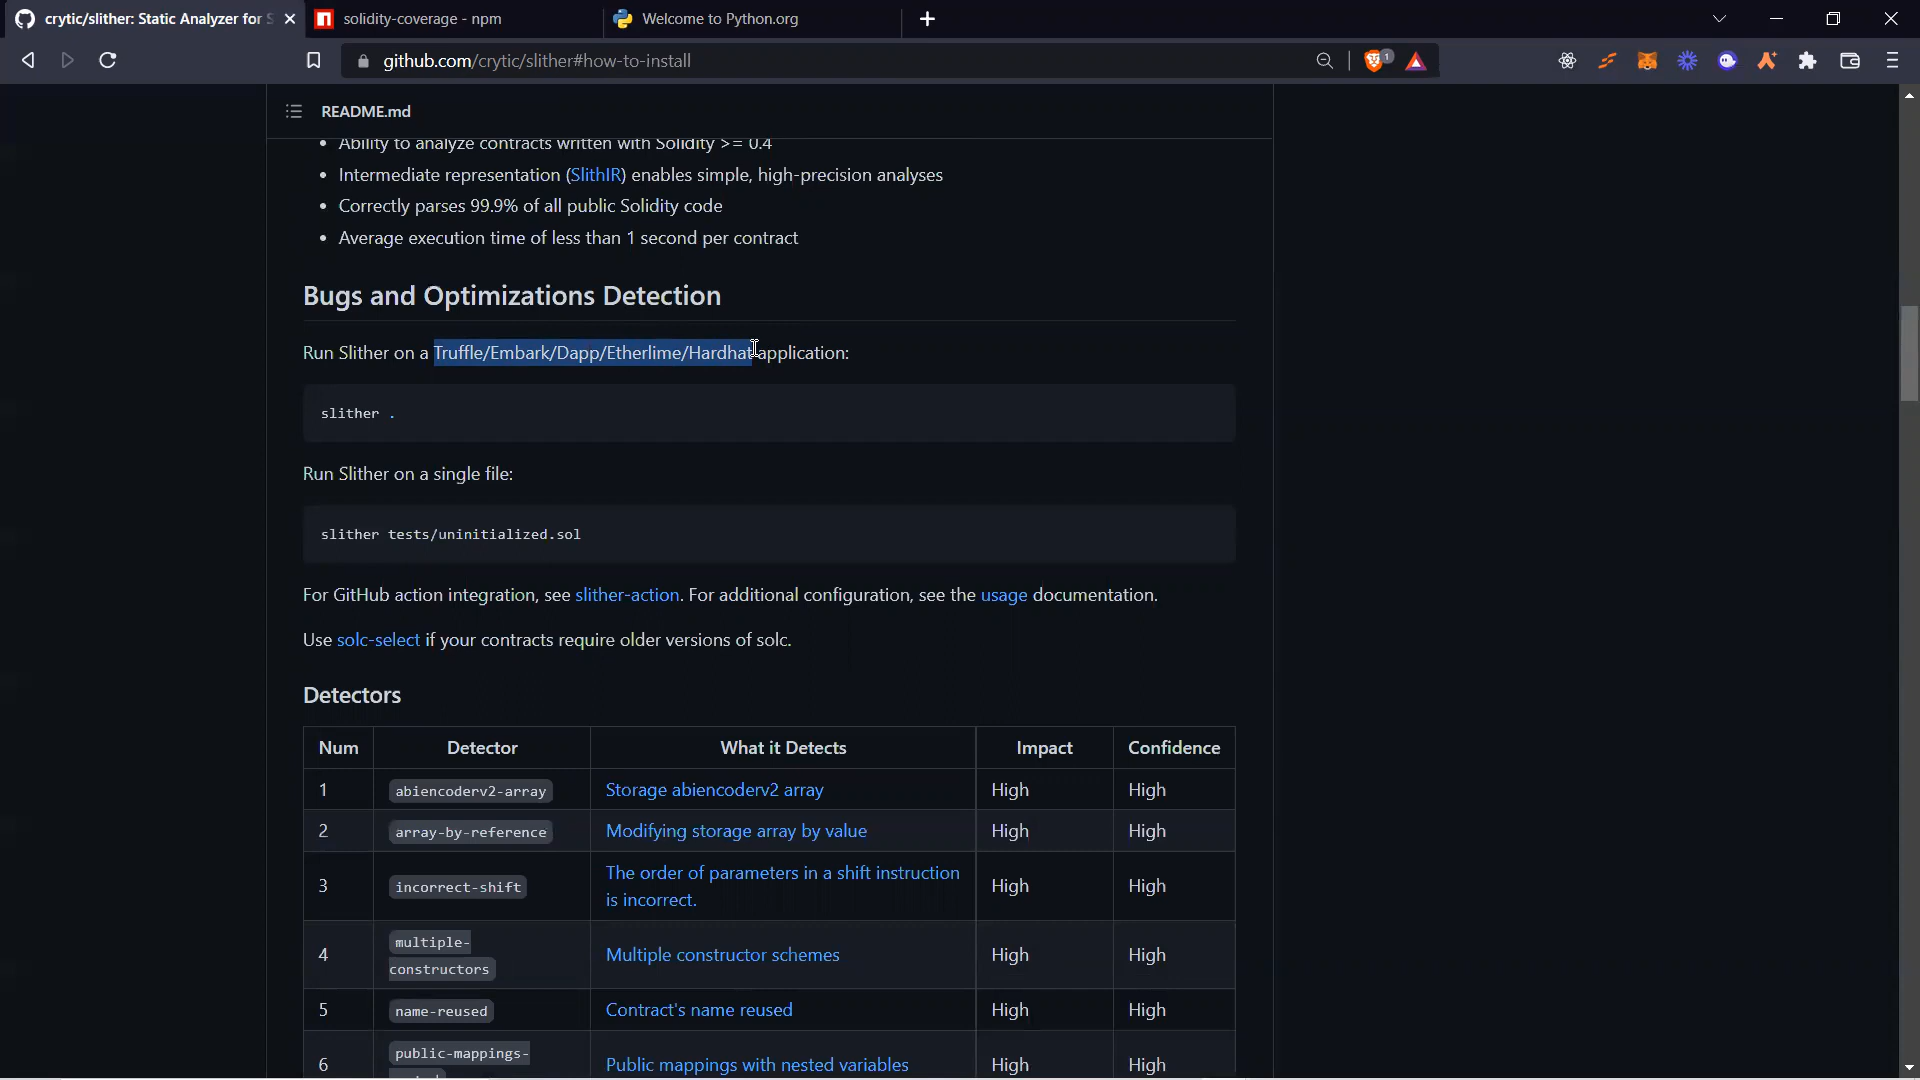 crytic/slither: Static Analyzer for S
solidity-coverage - npm
Welcome to Python.org
github.com/crytic/slither#how-to-install
1
README.md
• Ability to analyze contracts written with Solidity >= 0.4
• Intermediate representation (SlithIR) enables simple, high-precision analyses
• Correctly parses 99.9% of all public Solidity code
• Average execution time of less than 1 second per contract
Bugs and Optimizations Detection
Run Slither on a Truffle/Embark/Dapp/Etherlime/Hardhat application:
slither .
Run Slither on a single file:
slither tests/uninitialized.sol
For GitHub action integration, see slither-action. For additional configuration, see the usage documentation.
Use solc-select if your contracts require older versions of solc.
Detectors
Num Detector What it Detects Impact Confidence
1 abiencoderv2-array Storage abiencoderv2 array High High
2 array-by-reference Modifying storage array by value High High
3 incorrect-shift The order of parameters in a shift instruction is incorrect. High High
4 multiple-constructors Multiple constructor schemes High High
5 name-reused Contract's name reused High High
6 public-mappings- Public mappings with nested variables High High